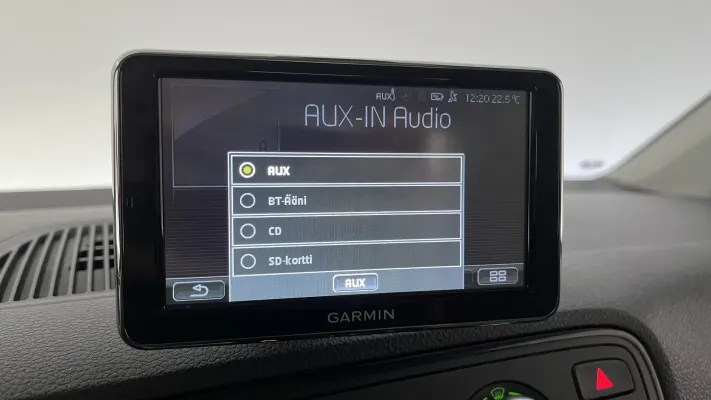 AUX 12:20 22.5 °C
AUX-IN Audio
AUX
BT-Ääni
CD
SD-kortti
AUX
GARMIN